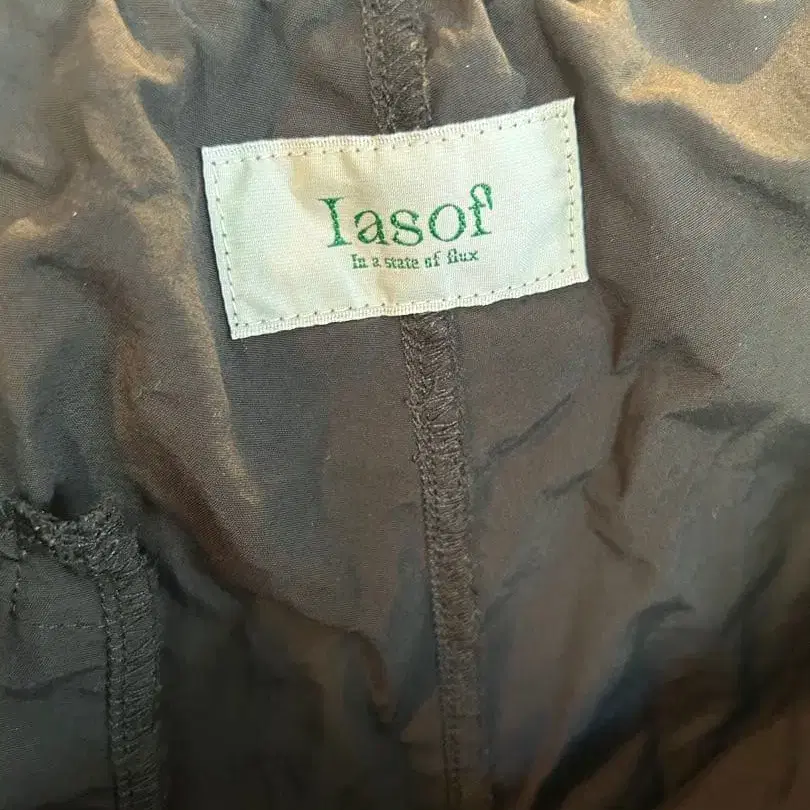 Iasof
In a state of flux